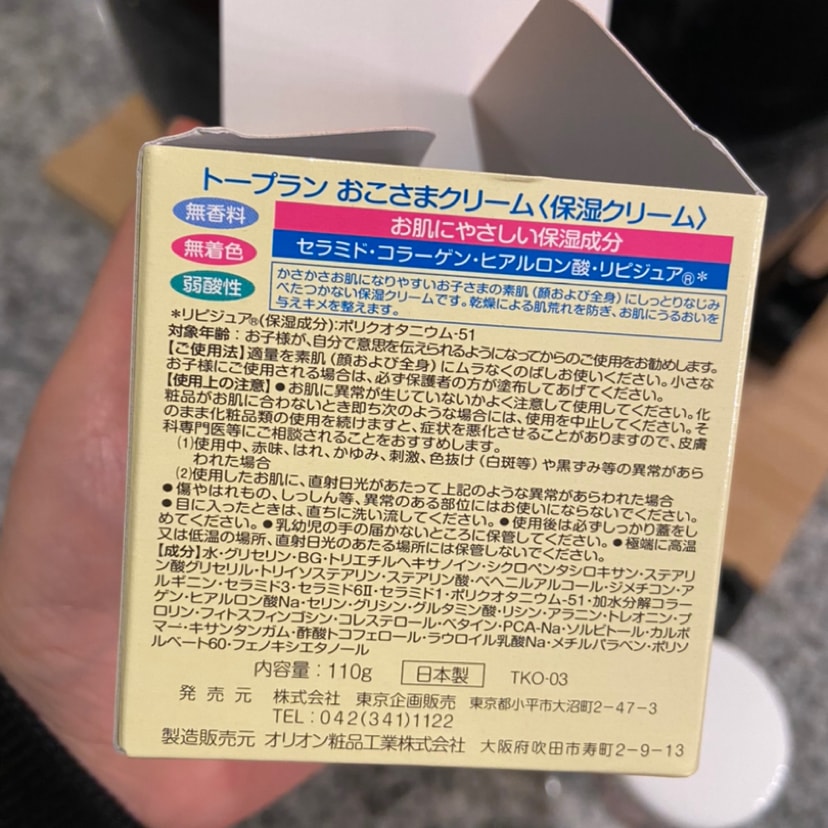 トープラン おこさまクリーム〈保湿クリーム〉
無香料
無着色
弱酸性
お肌にやさしい保湿成分
セラミド・コラーゲン・ヒアルロン酸・リピジュア®*
かさかさお肌になりやすいお子さまの素肌(顔および全身)にしっとりなじみ
べたつかない保湿クリームです。乾燥による肌荒れを防ぎ、お肌にうるおいを
与えキメを整えます。
*リピジュア®(保湿成分):ポリクオタニウム-51
対象年齢:お子様が、自分で意思を伝えられるようになってからのご使用をお勧めします。
【ご使用法】適量を素肌(顔および全身)にムラなくのばしお使いください。小さな
お子様にご使用される場合は、必ず保護者の方が塗布してあげてください。
【使用上の注意】●お肌に異常が生じていないかよく注意して使用してください。化
粧品がお肌に合わないとき即ち次のような場合には、使用を中止してください。そ
のまま化粧品類の使用を続けますと、症状を悪化させることがありますので、皮膚
科専門医等にご相談されることをおすすめします。
(1)使用中、赤味、はれ、かゆみ、刺激、色抜け(白斑等)や黒ずみ等の異常があら
われた場合
(2)使用したお肌に、直射日光があたって上記のような異常があらわれた場合
●傷やはれもの、しっしん等、異常のある部位にはお使いにならないでください。
●目に入ったときは、直ちに洗い流してください。●使用後は必ずしっかり蓋をし
めてください。●乳幼児の手の届かないところに保管してください。●極端に高温
又は低温の場所、直射日光のあたる場所には保管しないでください。
【成分】水・グリセリン・BG・トリエチルヘキサノイン・シクロペンタシロキサン・ステアリ
ン酸グリセリル・トリイソステアリン・ステアリン酸・ベヘニルアルコール・ジメチコン・ア
ルギニン・セラミド3・セラミド6Ⅱ・セラミド1・ポリクオタニウム-51・加水分解コラー
ゲン・ヒアルロン酸Na・セリン・グリシン・グルタミン酸・リシン・アラニン・トレオニン・プ
ロリン・フィトスフィンゴシン・コレステロール・ベタイン・PCA-Na・ソルビトール・カルボ
マー・キサンタンガム・酢酸トコフェロール・ラウロイル乳酸Na・メチルパラベン・ポリソ
ルベート60・フェノキシエタノール
内容量:110g 日本製 TKO-03
発売元 株式会社 東京企画販売 東京都小平市大沼町2-47-3
TEL:042(341)1122
製造販売元 オリオン粧品工業株式会社 大阪府吹田市寿町2-9-13